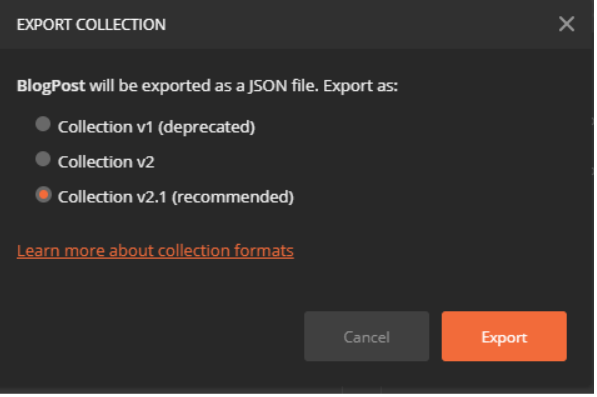 EXPORT COLLECTION
BlogPost will be exported as a JSON file. Export as:
Collection v1 (deprecated)
Collection v2
Collection v2.1 (recommended)
Learn more about collection formats
Cancel
Export